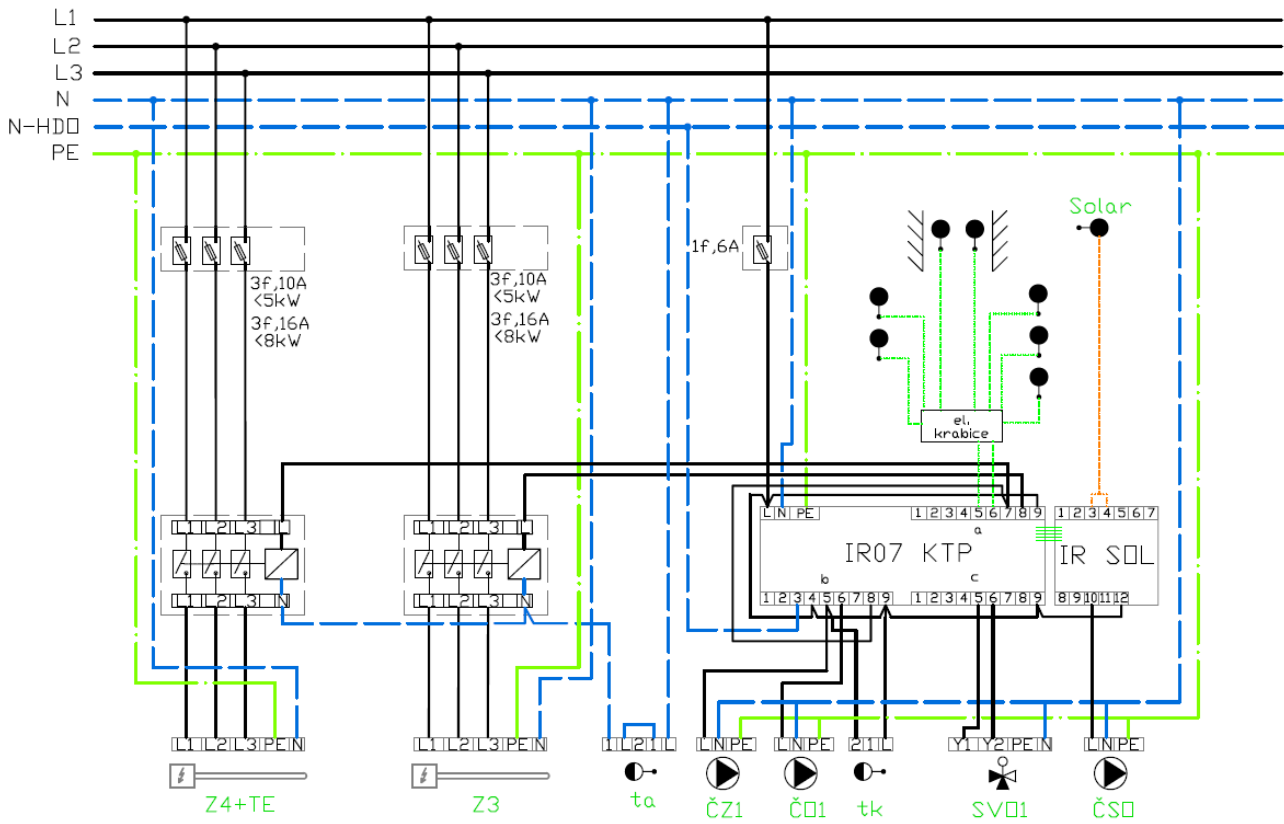 L1
L2
L3
N
N-HDO
PE
Solar
1f,6A
3f,10A
<5kW
3f,16A
<8kW
3f,10A
<5kW
3f,16A
<8kW
el.
krabice
L1 L2 L3 L
L1 L2 L3 L
L N PE
1 2 3 4 5 6 7 8 9
1 2 3 4 5 6 7
a
IR07 KTP
IR SOL
b
c
L1 L2 L3 N
L1 L2 L3 N
1 2 3 4 5 6 7 8 9
1 2 3 4 5 6 7 8 9
8 9 10 11 12
L1 L2 L3 PE N
L1 L2 L3 PE N
1 L 2 1 L
L N PE
L N PE
2 1 L
Y1 Y2 PE N
L N PE
Z4+TE
Z3
ta
ČZ1
ČO1
tk
SVO1
ČSO